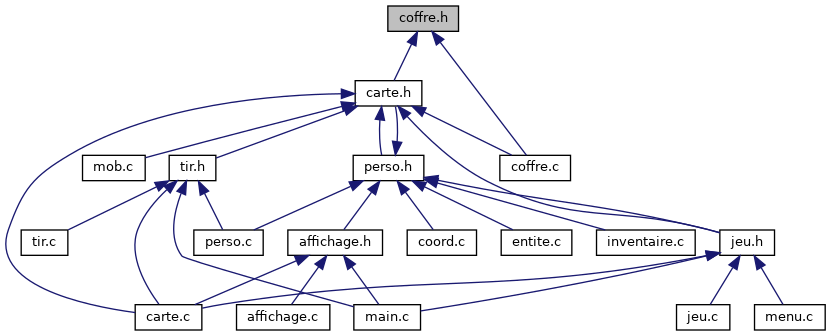 coffre.h
carte.h
mob.c
tir.h
perso.h
coffre.c
tir.c
perso.c
affichage.h
coord.c
entite.c
inventaire.c
jeu.h
carte.c
affichage.c
main.c
jeu.c
menu.c